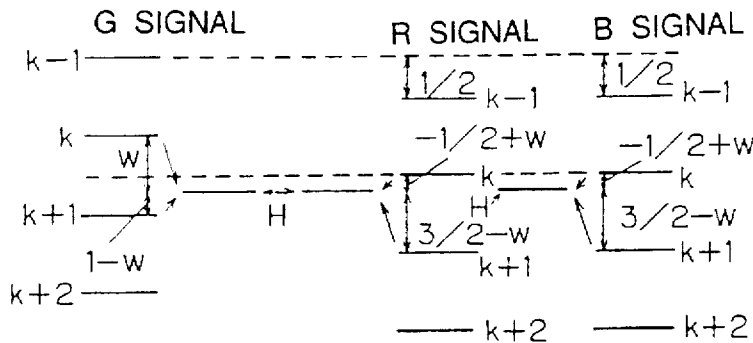 G SIGNAL R SIGNAL B SIGNAL
k-1
1/2 k-1 1/2 k-1
k -1/2+w -1/2+w
w
k k
k+1 H H
3/2-w 3/2-w
1-w k+1 k+1
k+2
k+2 k+2